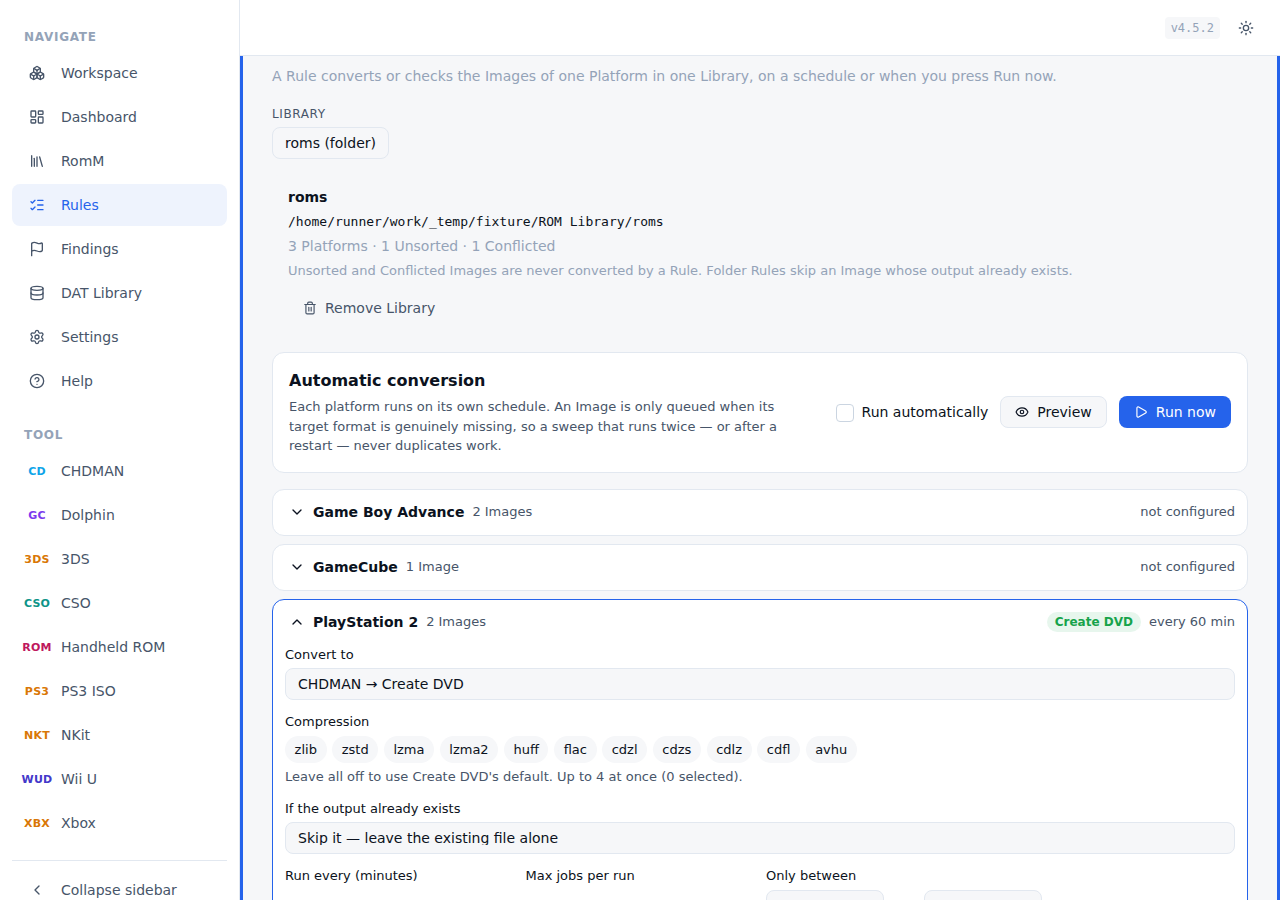 NAVIGATE
Workspace
Dashboard
RomM
Rules
Findings
DAT Library
Settings
Help
TOOL
CD CHDMAN
GC Dolphin
3DS 3DS
CSO CSO
ROM Handheld ROM
PS3 PS3 ISO
NKT NKit
WUD Wii U
XBX Xbox
Collapse sidebar
v4.5.2
A Rule converts or checks the Images of one Platform in one Library, on a schedule or when you press Run now.
LIBRARY
roms (folder)
roms
/home/runner/work/_temp/fixture/ROM Library/roms
3 Platforms · 1 Unsorted · 1 Conflicted
Unsorted and Conflicted Images are never converted by a Rule. Folder Rules skip an Image whose output already exists.
Remove Library
Automatic conversion
Each platform runs on its own schedule. An Image is only queued when its
target format is genuinely missing, so a sweep that runs twice — or after a
restart — never duplicates work.
Run automatically
Preview
Run now
Game Boy Advance 2 Images not configured
GameCube 1 Image not configured
PlayStation 2 2 Images Create DVD every 60 min
Convert to
CHDMAN → Create DVD
Compression
zlib zstd lzma lzma2 huff flac cdzl cdzs cdlz cdfl avhu
Leave all off to use Create DVD's default. Up to 4 at once (0 selected).
If the output already exists
Skip it — leave the existing file alone
Run every (minutes) Max jobs per run Only between